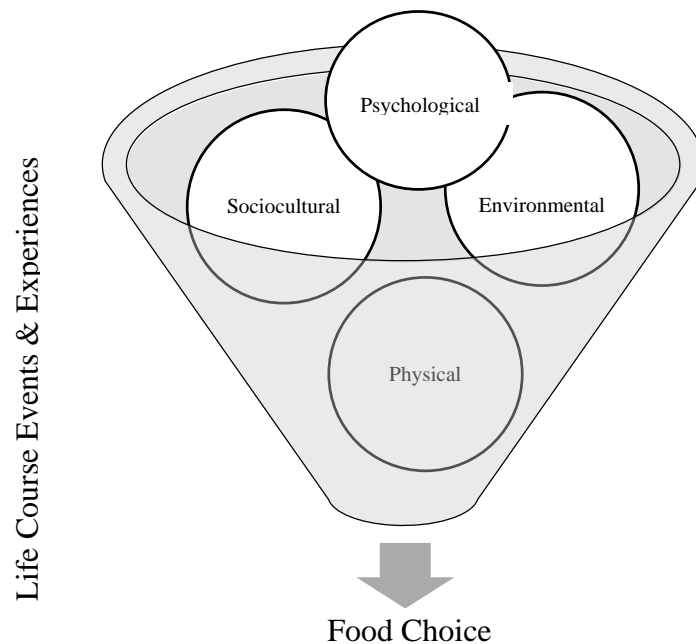 Psychological
Sociocultural
Environmental
Physical
Life Course Events & Experiences
Food Choice